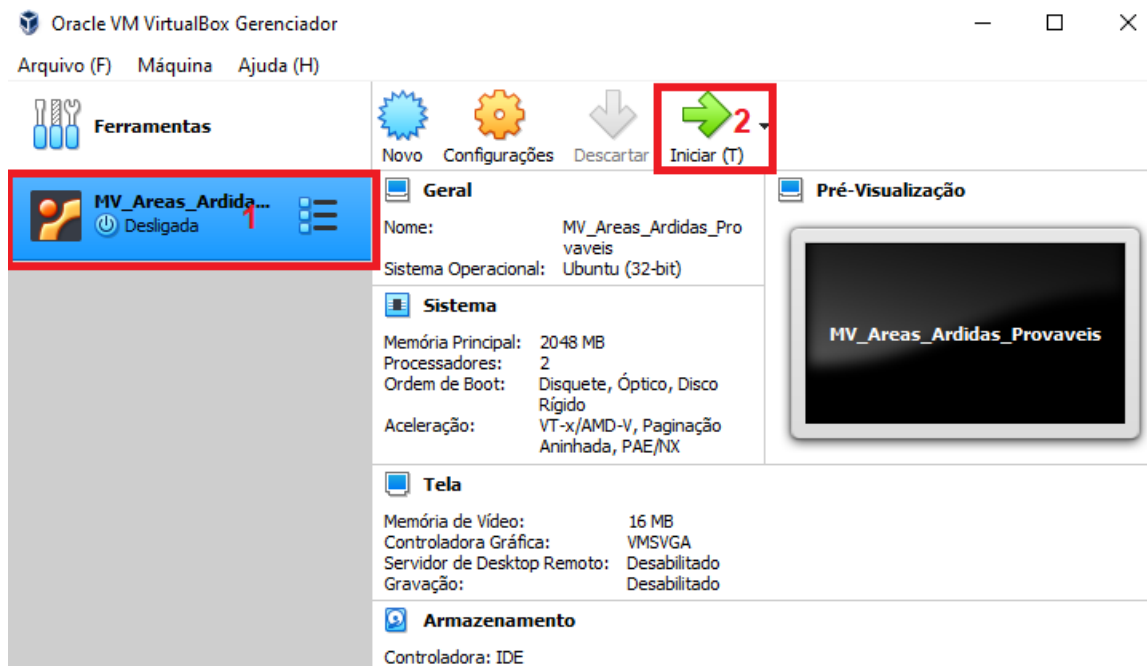 Oracle VM VirtualBox Gerenciador
Arquivo (F) Máquina Ajuda (H)
Ferramentas
Novo Configurações Descartar Iniciar (T)
2
MV_Areas_Ardida...
Desligada
1
Geral
Nome: MV_Areas_Ardidas_Pro
vaveis
Sistema Operacional: Ubuntu (32-bit)
Sistema
Memória Principal: 2048 MB
Processadores: 2
Ordem de Boot: Disquete, Óptico, Disco
Rígido
Aceleração: VT-x/AMD-V, Paginação
Aninhada, PAE/NX
Pré-Visualização
MV_Areas_Ardidas_Provaveis
Tela
Memória de Vídeo: 16 MB
Controladora Gráfica: VMSVGA
Servidor de Desktop Remoto: Desabilitado
Gravação: Desabilitado
Armazenamento
Controladora: IDE